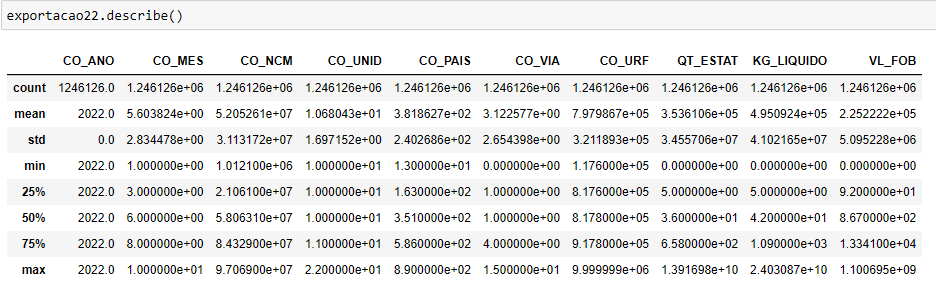 exportacao22.describe()
CO_ANO CO_MES CO_NCM CO_UNID CO_PAIS CO_VIA CO_URF QT_ESTAT KG_LIQUIDO VL_FOB
count 1246126.0 1.246126e+06 1.246126e+06 1.246126e+06 1.246126e+06 1.246126e+06 1.246126e+06 1.246126e+06 1.246126e+06 1.246126e+06
mean 2022.0 5.603824e+00 5.205261e+07 1.068043e+01 3.818627e+02 3.122577e+00 7.979867e+05 3.536106e+05 4.950924e+05 2.252222e+05
std 0.0 2.834478e+00 3.113172e+07 1.697152e+00 2.402686e+02 2.654398e+00 3.211893e+05 3.455707e+07 4.102165e+07 5.095228e+06
min 2022.0 1.000000e+00 1.012100e+06 1.000000e+01 1.300000e+01 0.000000e+00 1.176000e+05 0.000000e+00 0.000000e+00 0.000000e+00
25% 2022.0 3.000000e+00 2.106100e+07 1.000000e+01 1.630000e+02 1.000000e+00 8.176000e+05 5.000000e+00 5.000000e+00 9.200000e+01
50% 2022.0 6.000000e+00 5.806310e+07 1.000000e+01 3.510000e+02 1.000000e+00 8.178000e+05 3.600000e+01 4.200000e+01 8.670000e+02
75% 2022.0 8.000000e+00 8.432900e+07 1.100000e+01 5.860000e+02 4.000000e+00 9.178000e+05 6.580000e+02 1.090000e+03 1.334100e+04
max 2022.0 1.000000e+01 9.706900e+07 2.200000e+01 8.900000e+02 1.500000e+01 9.999999e+06 1.391698e+10 2.403087e+10 1.100695e+09